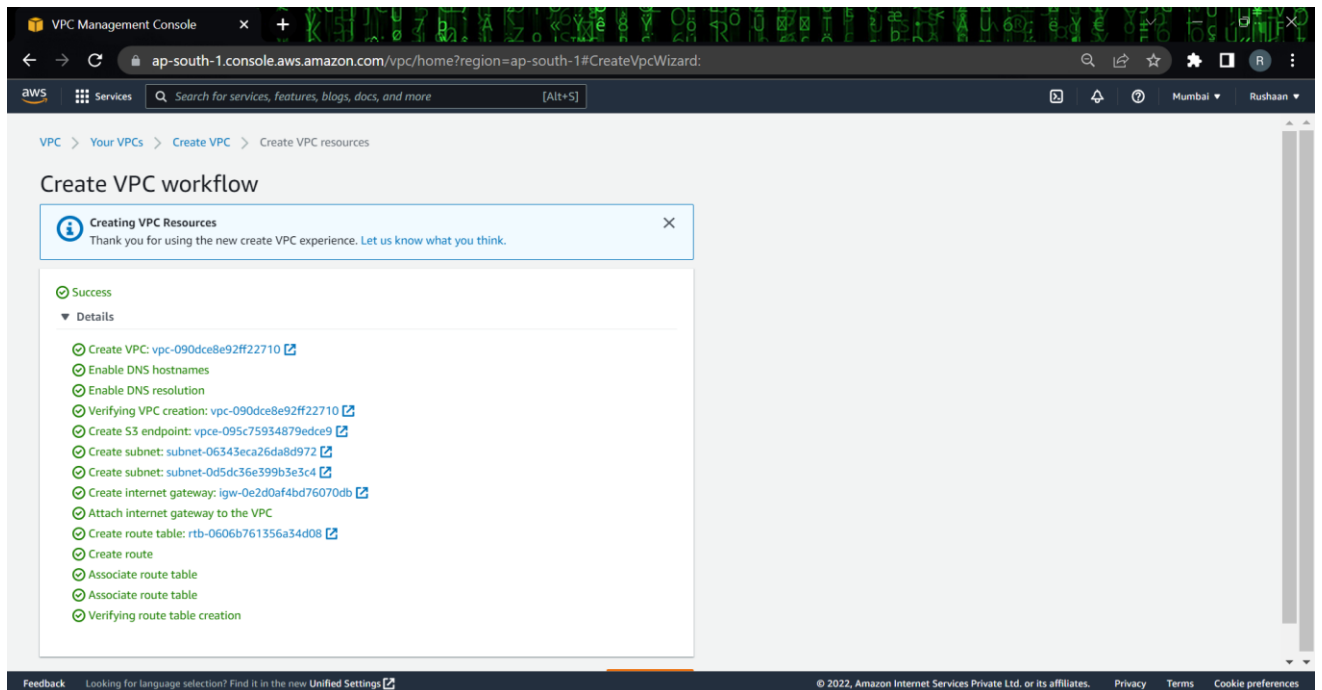 VPC Management Console
ap-south-1.console.aws.amazon.com/vpc/home?region=ap-south-1#CreateVpcWizard:
R
aws Services Search for services, features, blogs, docs, and more [Alt+S] Mumbai Rushaan
VPC > Your VPCs > Create VPC > Create VPC resources
Create VPC workflow
Creating VPC Resources
Thank you for using the new create VPC experience. Let us know what you think.
Success
Details
Create VPC: vpc-090dce8e92ff22710
Enable DNS hostnames
Enable DNS resolution
Verifying VPC creation: vpc-090dce8e92ff22710
Create S3 endpoint: vpce-095c75934879edce9
Create subnet: subnet-06343eca26da8d972
Create subnet: subnet-0d5dc36e399b3e3c4
Create internet gateway: igw-0e2d0af4bd76070db
Attach internet gateway to the VPC
Create route table: rtb-0606b761356a34d08
Create route
Associate route table
Associate route table
Verifying route table creation
Feedback Looking for language selection? Find it in the new Unified Settings © 2022, Amazon Internet Services Private Ltd. or its affiliates. Privacy Terms Cookie preferences